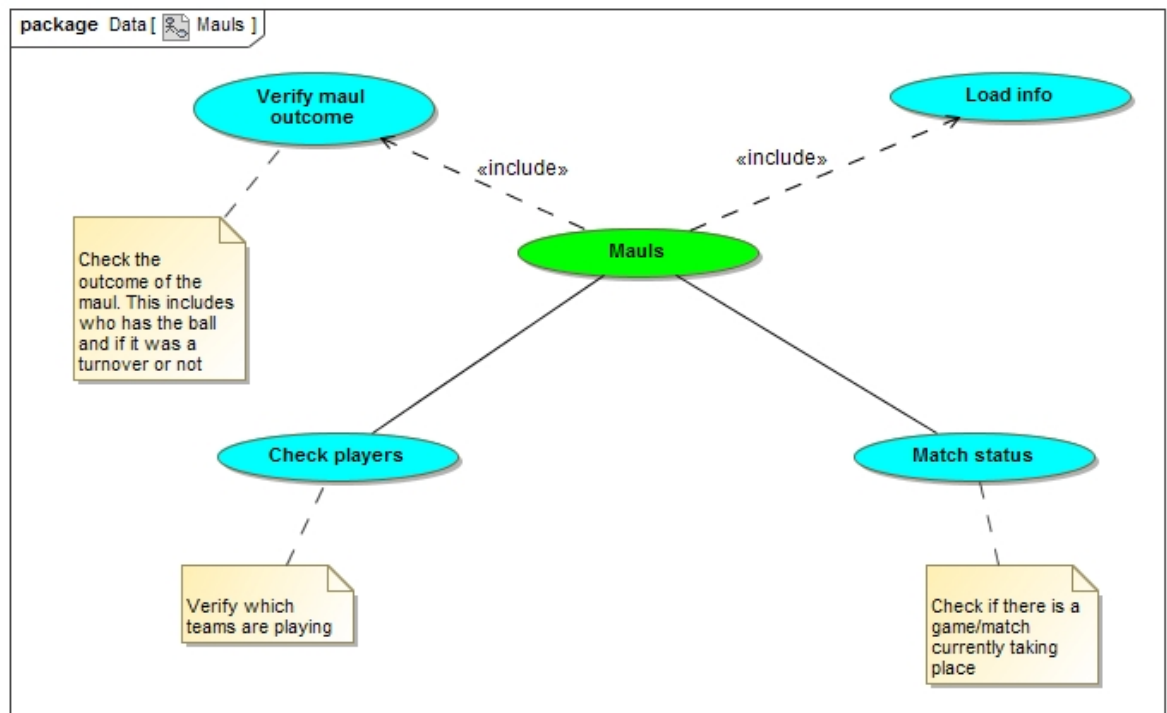 package Data [ Mauls ]
Verify maul
outcome
Load info
«include»
«include»
Mauls
Check the
outcome of the
maul. This includes
who has the ball
and if it was a
turnover or not
Check players
Match status
Verify which
teams are playing
Check if there is a
game/match
currently taking
place